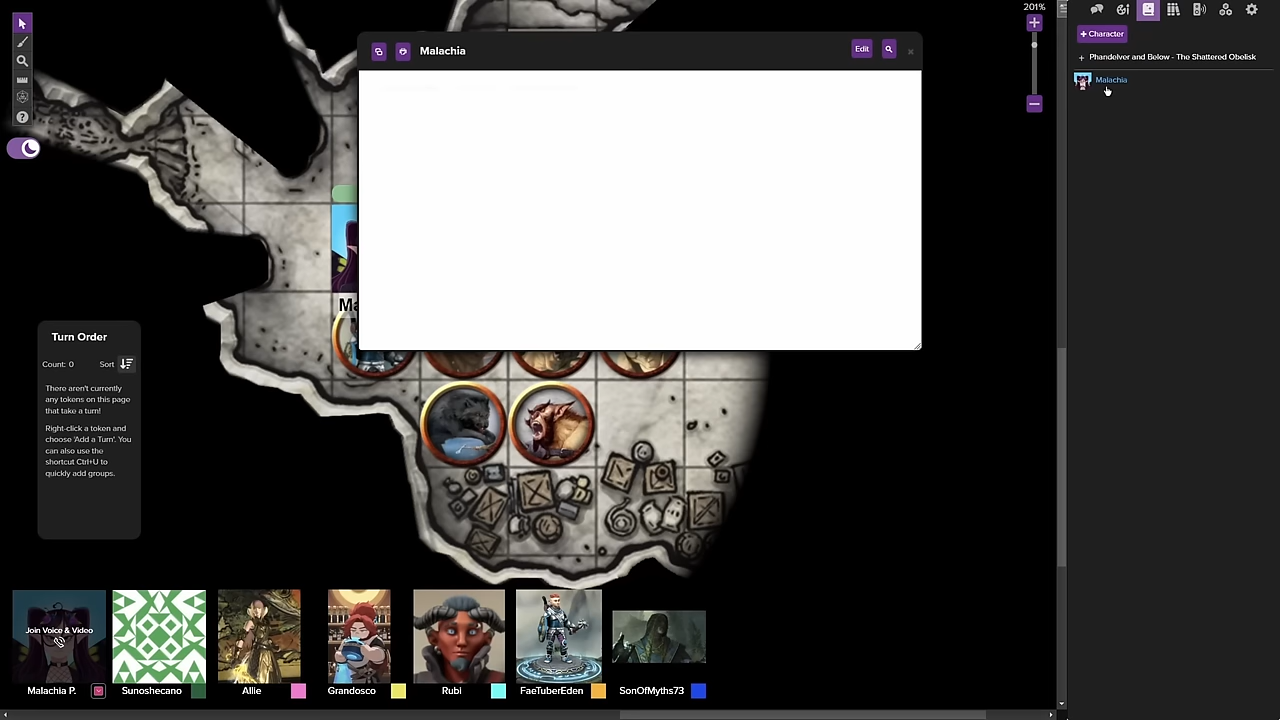 201%
Malachia
Edit
+ Character
+ Phandelver and Below - The Shattered Obelisk
Malachia
Ma
Turn Order
Count: 0 Sort
There aren't currently
any tokens on this page
that take a turn!
Right-click a token and
choose 'Add a Turn'. You
can also use the
shortcut Ctrl+U to
quickly add groups.
Join Voice & Video
Malachia P.
Sunoshecano
Allie
Grandosco
Rubi
FaeTuberEden
SonOfMyths73